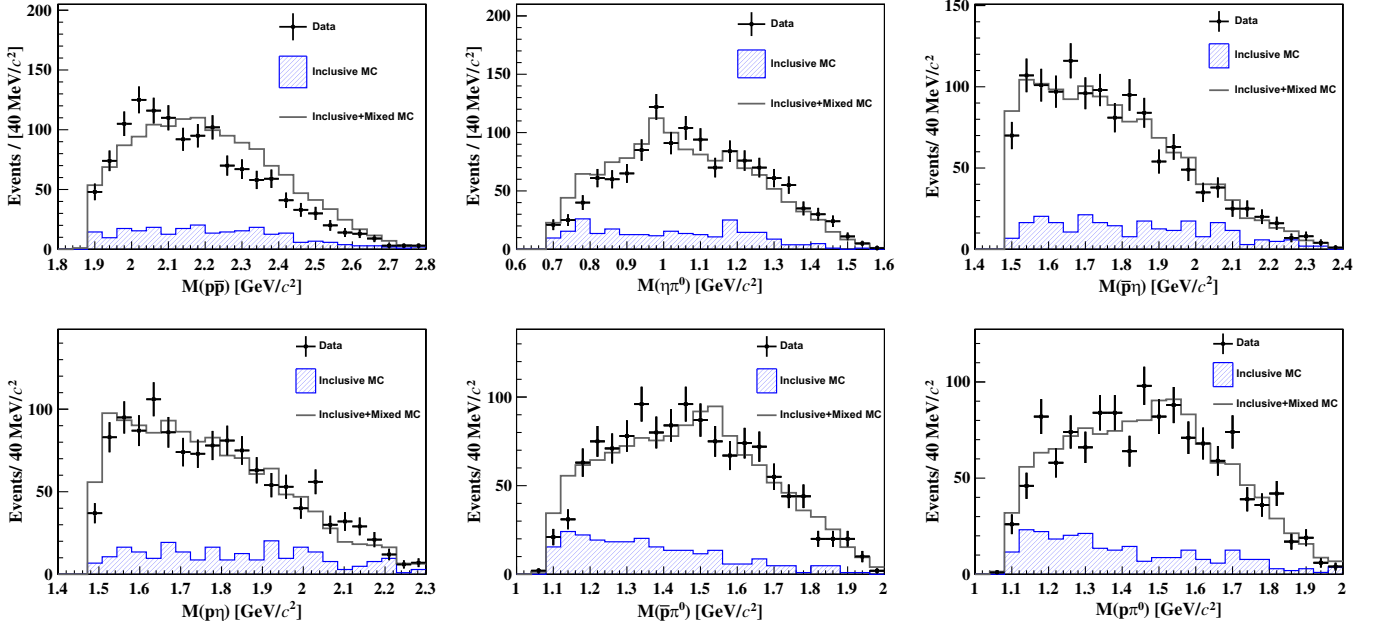 200
150
100
50
0
Events / [40 MeV/c²]
Data
Inclusive MC
Inclusive+Mixed MC
1.8 1.9 2 2.1 2.2 2.3 2.4 2.5 2.6 2.7 2.8
M(pp̅) [GeV/c²]
200
150
100
50
0
Events / [40 MeV/c²]
Data
Inclusive MC
Inclusive+Mixed MC
0.6 0.7 0.8 0.9 1 1.1 1.2 1.3 1.4 1.5 1.6
M(ηπ⁰) [GeV/c²]
150
100
50
0
Events/ 40 MeV/c²
Data
Inclusive MC
Inclusive+Mixed MC
1.4 1.5 1.6 1.7 1.8 1.9 2 2.1 2.2 2.3 2.4
M(p̅η) [GeV/c²]
100
50
0
Events/ 40 MeV/c²
Data
Inclusive MC
Inclusive+Mixed MC
1.4 1.5 1.6 1.7 1.8 1.9 2 2.1 2.2 2.3
M(pη) [GeV/c²]
100
50
0
Events/ 40 MeV/c²
Data
Inclusive MC
Inclusive+Mixed MC
1 1.1 1.2 1.3 1.4 1.5 1.6 1.7 1.8 1.9 2
M(p̅π⁰) [GeV/c²]
100
50
0
Events/ 40 MeV/c²
Data
Inclusive MC
Inclusive+Mixed MC
1 1.1 1.2 1.3 1.4 1.5 1.6 1.7 1.8 1.9 2
M(pπ⁰) [GeV/c²]